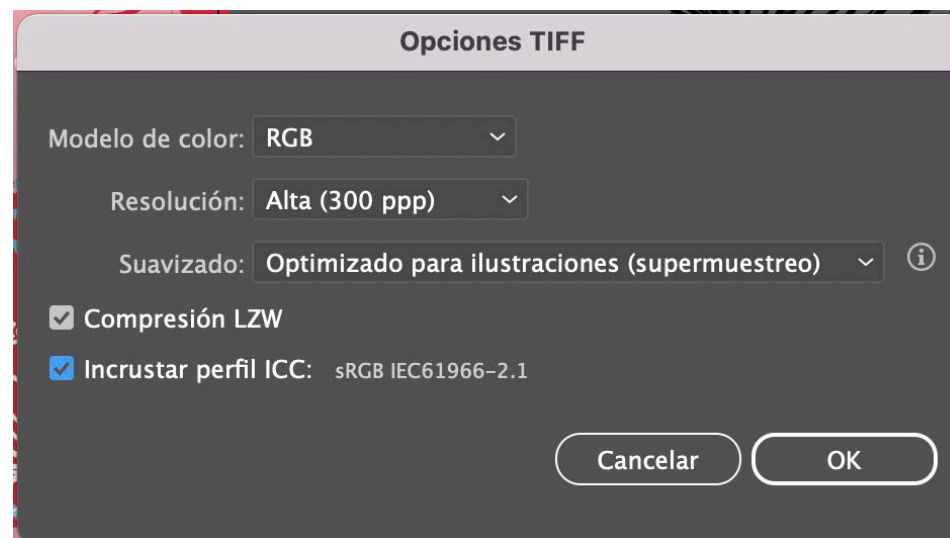 Opciones TIFF
Modelo de color: RGB
Resolución: Alta (300 ppp)
Suavizado: Optimizado para ilustraciones (supermuestreo)
Compresión LZW
Incrustar perfil ICC: sRGB IEC61966-2.1
Cancelar OK